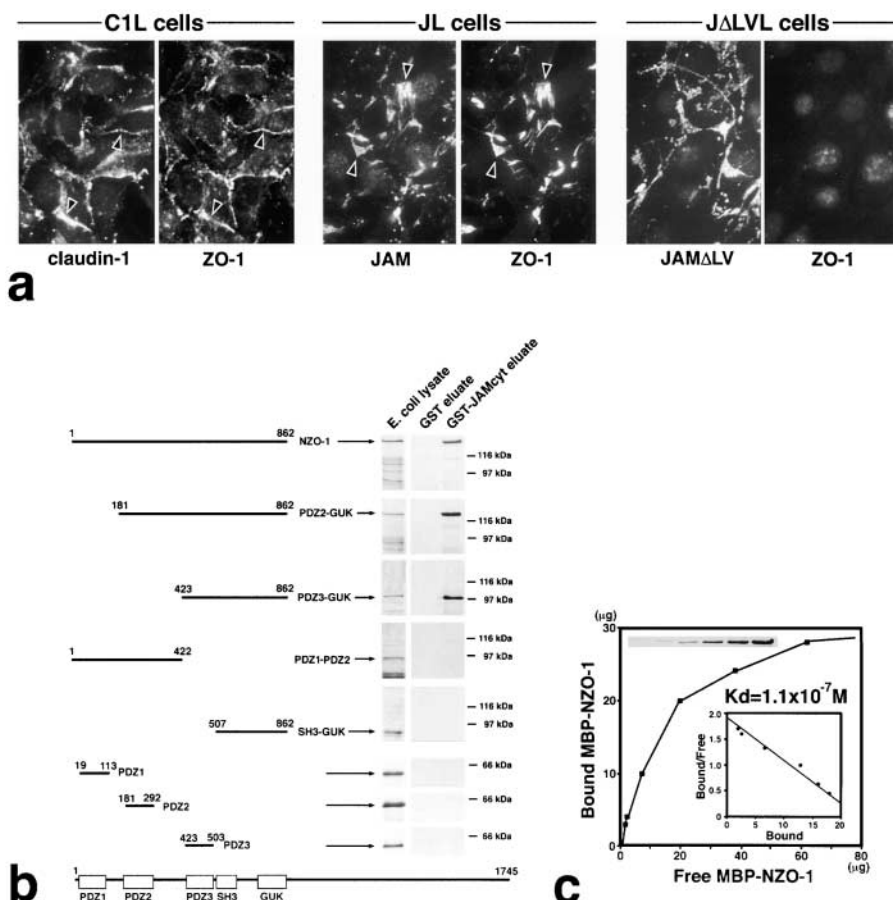 C1L cells JL cells JΔLVL cells
claudin-1 ZO-1 JAM ZO-1 JAMΔLV ZO-1
a
E. coli lysate
GST eluate
GST-JAMcyt eluate
1 862 NZO-1
116 kDa
97 kDa
181 862 PDZ2-GUK
116 kDa
97 kDa
423 862 PDZ3-GUK
116 kDa
97 kDa
1 422 PDZ1-PDZ2
116 kDa
97 kDa
507 862 SH3-GUK
116 kDa
97 kDa
19 113 PDZ1
66 kDa
181 292 PDZ2
66 kDa
423 503 PDZ3
66 kDa
1 1745
PDZ1 PDZ2 PDZ3 SH3 GUK
b
(μg)
30
20
10
0
Bound MBP-NZO-1
Kd=1.1x10⁻⁷M
2.0
1.5
1.0
0.5
0
Bound/Free
0 5 10 15 20
Bound
0 20 40 60 80
(μg)
Free MBP-NZO-1
c